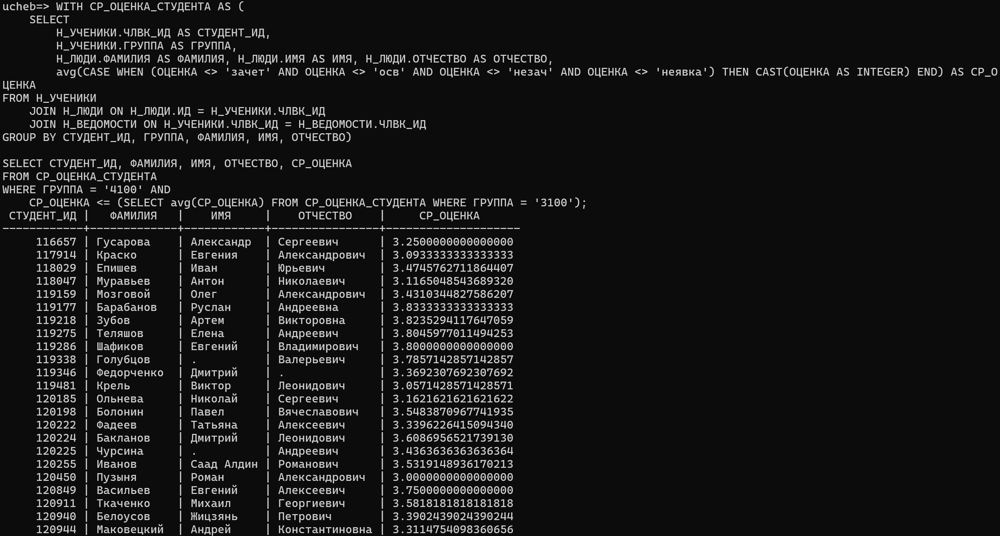 ucheb=> WITH СР_ОЦЕНКА_СТУДЕНТА AS (
    SELECT
        Н_УЧЕНИКИ.ЧЛВК_ИД AS СТУДЕНТ_ИД,
        Н_УЧЕНИКИ.ГРУППА AS ГРУППА,
        Н_ЛЮДИ.ФАМИЛИЯ AS ФАМИЛИЯ, Н_ЛЮДИ.ИМЯ AS ИМЯ, Н_ЛЮДИ.ОТЧЕСТВО AS ОТЧЕСТВО,
        avg(CASE WHEN (ОЦЕНКА <> 'зачет' AND ОЦЕНКА <> 'осв' AND ОЦЕНКА <> 'незач' AND ОЦЕНКА <> 'неявка') THEN CAST(ОЦЕНКА AS INTEGER) END) AS СР_О
ЦЕНКА
FROM Н_УЧЕНИКИ
    JOIN Н_ЛЮДИ ON Н_ЛЮДИ.ИД = Н_УЧЕНИКИ.ЧЛВК_ИД
    JOIN Н_ВЕДОМОСТИ ON Н_УЧЕНИКИ.ЧЛВК_ИД = Н_ВЕДОМОСТИ.ЧЛВК_ИД
GROUP BY СТУДЕНТ_ИД, ГРУППА, ФАМИЛИЯ, ИМЯ, ОТЧЕСТВО)

SELECT СТУДЕНТ_ИД, ФАМИЛИЯ, ИМЯ, ОТЧЕСТВО, СР_ОЦЕНКА
FROM СР_ОЦЕНКА_СТУДЕНТА
WHERE ГРУППА = '4100' AND
    СР_ОЦЕНКА <= (SELECT avg(СР_ОЦЕНКА) FROM СР_ОЦЕНКА_СТУДЕНТА WHERE ГРУППА = '3100');
 СТУДЕНТ_ИД |   ФАМИЛИЯ   |    ИМЯ     |    ОТЧЕСТВО    |     СР_ОЦЕНКА
------------+-------------+------------+----------------+--------------------
     116657 | Гусарова    | Александр  | Сергеевич      | 3.2500000000000000
     117914 | Краско      | Евгения    | Александрович  | 3.0933333333333333
     118029 | Епишев      | Иван       | Юрьевич        | 3.4745762711864407
     118047 | Муравьев    | Антон      | Николаевич     | 3.1165048543689320
     119159 | Мозговой    | Олег       | Александрович  | 3.4310344827586207
     119177 | Барабанов   | Руслан     | Андреевна      | 3.8333333333333333
     119218 | Зубов       | Артем      | Викторовна     | 3.8235294117647059
     119275 | Теляшов     | Елена      | Андреевич      | 3.8045977011494253
     119286 | Шафиков     | Евгений    | Владимирович   | 3.8000000000000000
     119338 | Голубцов    | .          | Валерьевич     | 3.7857142857142857
     119346 | Федорченко  | Дмитрий    | .              | 3.3692307692307692
     119481 | Крель       | Виктор     | Леонидович     | 3.0571428571428571
     120185 | Ольнева     | Николай    | Сергеевич      | 3.1621621621621622
     120198 | Болонин     | Павел      | Вячеславович   | 3.5483870967741935
     120222 | Фадеев      | Татьяна    | Алексеевич     | 3.3396226415094340
     120224 | Бакланов    | Дмитрий    | Леонидович     | 3.6086956521739130
     120225 | Чурсина     | .          | Андреевич      | 3.4363636363636364
     120255 | Иванов      | Саад Алдин | Романович      | 3.5319148936170213
     120450 | Пузыня      | Роман      | Александрович  | 3.0000000000000000
     120849 | Васильев    | Евгений    | Алексеевич     | 3.7500000000000000
     120911 | Ткаченко    | Михаил     | Георгиевич     | 3.5818181818181818
     120940 | Белоусов    | Жицзянь    | Петрович       | 3.3902439024390244
     120944 | Маковецкий  | Андрей     | Константиновна | 3.3114754098360656